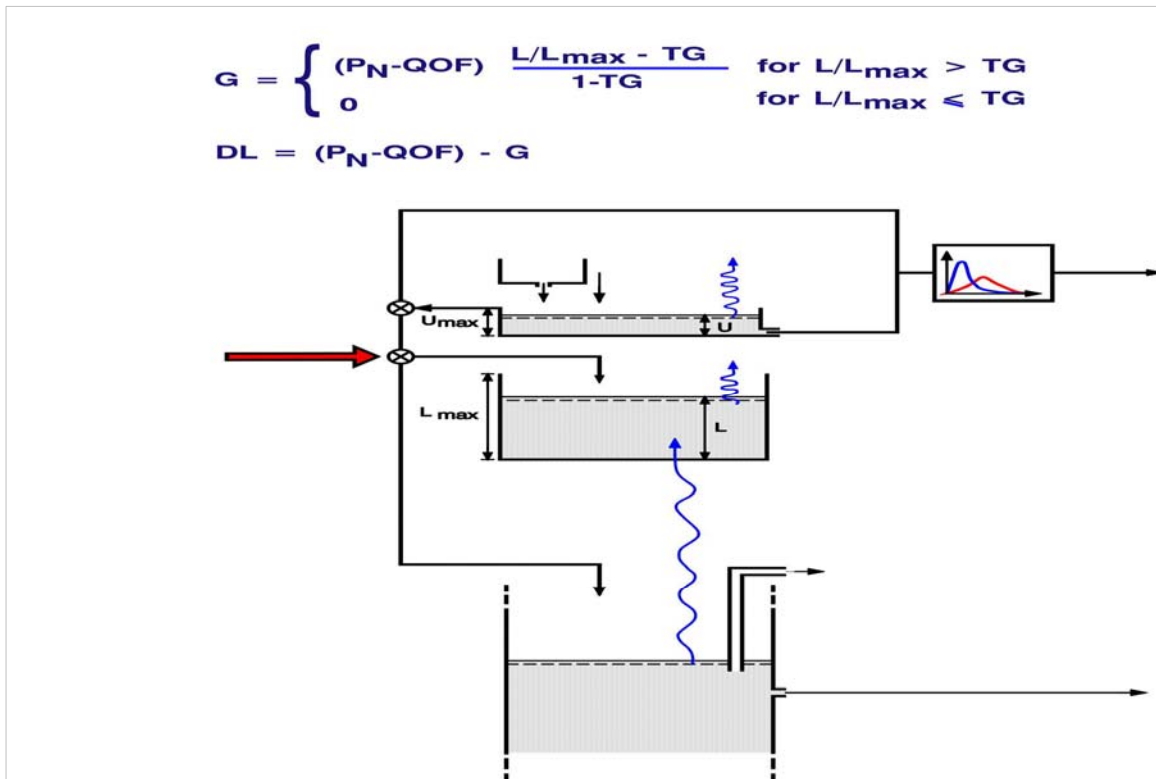 G = { (PN-QOF) L/Lmax - TG / 1-TG for L/Lmax > TG
0 for L/Lmax ⩽ TG
DL = (PN-QOF) - G
Umax
U
L max
L